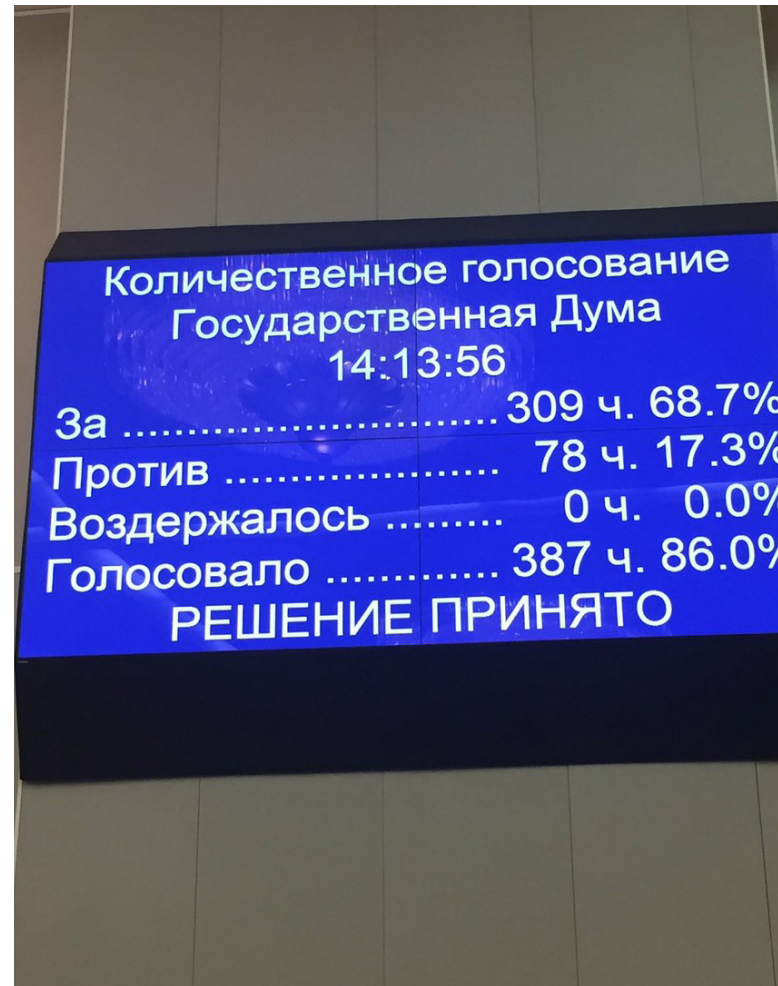 Количественное голосование
Государственная Дума
14:13:56
За ............................ 309 ч. 68.7%
Против ..................... 78 ч. 17.3%
Воздержалось ......... 0 ч. 0.0%
Голосовало ............. 387 ч. 86.0%
РЕШЕНИЕ ПРИНЯТО